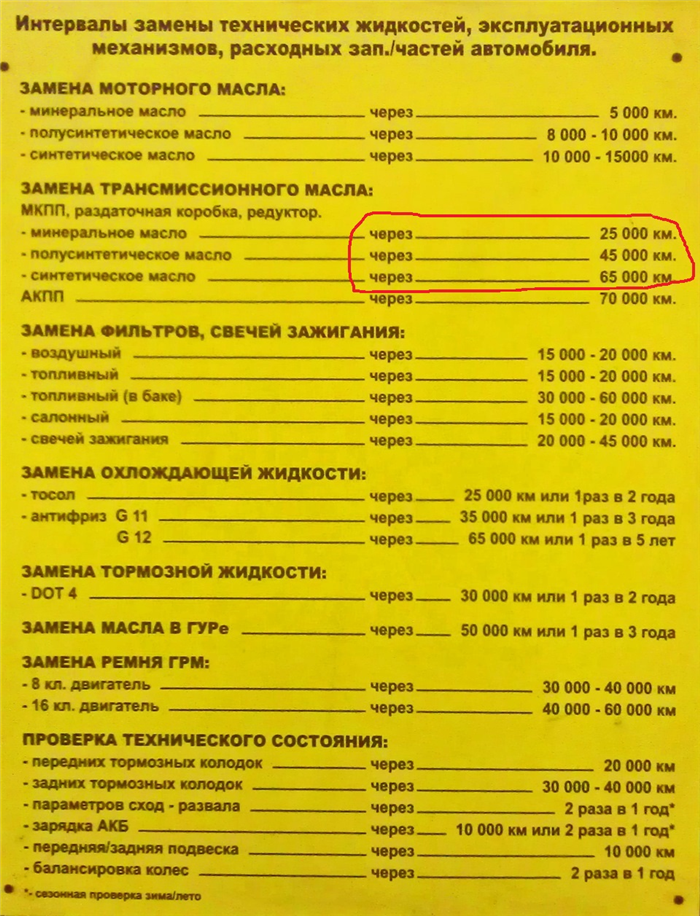 Интервалы замены технических жидкостей, эксплуатационных
механизмов, расходных зап./частей автомобиля.
ЗАМЕНА МОТОРНОГО МАСЛА:
- минеральное масло через 5 000 км.
- полусинтетическое масло через 8 000 - 10 000 км.
- синтетическое масло через 10 000 - 15000 км.
ЗАМЕНА ТРАНСМИССИОННОГО МАСЛА:
МКПП, раздаточная коробка, редуктор.
- минеральное масло через 25 000 км.
- полусинтетическое масло через 45 000 км.
- синтетическое масло через 65 000 км
АКПП через 70 000 км.
ЗАМЕНА ФИЛЬТРОВ, СВЕЧЕЙ ЗАЖИГАНИЯ:
- воздушный через 15 000 - 20 000 км.
- топливный через 15 000 - 20 000 км.
- топливный (в баке) через 30 000 - 60 000 км.
- салонный через 15 000 - 20 000 км.
- свечей зажигания через 20 000 - 45 000 км.
ЗАМЕНА ОХЛОЖДАЮЩЕЙ ЖИДКОСТИ:
- тосол через 25 000 км или 1раз в 2 года
- антифриз G 11 через 35 000 км или 1 раз в 3 года
G 12 через 65 000 км или 1 раз в 5 лет
ЗАМЕНА ТОРМОЗНОЙ ЖИДКОСТИ:
- DOT 4 через 30 000 км или 1 раз в 2 года
ЗАМЕНА МАСЛА В ГУРе через 50 000 км или 1 раз в 3 года
ЗАМЕНА РЕМНЯ ГРМ:
- 8 кл. двигатель через 30 000 - 40 000 км
- 16 кл. двигатель через 40 000 - 60 000 км
ПРОВЕРКА ТЕХНИЧЕСКОГО СОСТОЯНИЯ:
- передних тормозных колодок через 20 000 км
- задних тормозных колодок через 30 000 - 40 000 км
- параметров сход - развала через 2 раза в 1 год*
- зарядка АКБ через 10 000 км или 2 раза в 1 год*
- передняя/задняя подвеска через 10 000 км
- балансировка колес через 2 раза в 1 год
*- сезонная проверка зима/лето